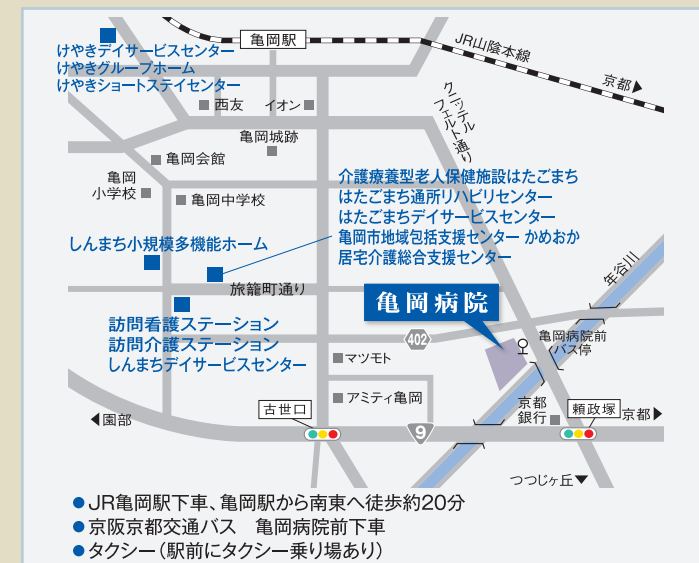 亀岡駅
JR山陰本線
京都▶
けやきデイサービスセンター
けやきグループホーム
けやきショートステイセンター
西友
イオン
クニッテル
フェルト通り
亀岡城跡
亀岡会館
亀岡
小学校
亀岡中学校
介護療養型老人保健施設はたごまち
はたごまち通所リハビリセンター
はたごまちデイサービスセンター
亀岡市地域包括支援センター かめおか
居宅介護総合支援センター
しんまち小規模多機能ホーム
年谷川
旅籠町通り
亀岡病院
訪問看護ステーション
訪問介護ステーション
しんまちデイサービスセンター
402
亀岡病院前
バス停
マツモト
アミティ亀岡
京都
銀行
古世口
頼政塚
◀園部
9
京都▶
つつじヶ丘▼
●JR亀岡駅下車、亀岡駅から南東へ徒歩約20分
●京阪京都交通バス　亀岡病院前下車
●タクシー（駅前にタクシー乗り場あり）